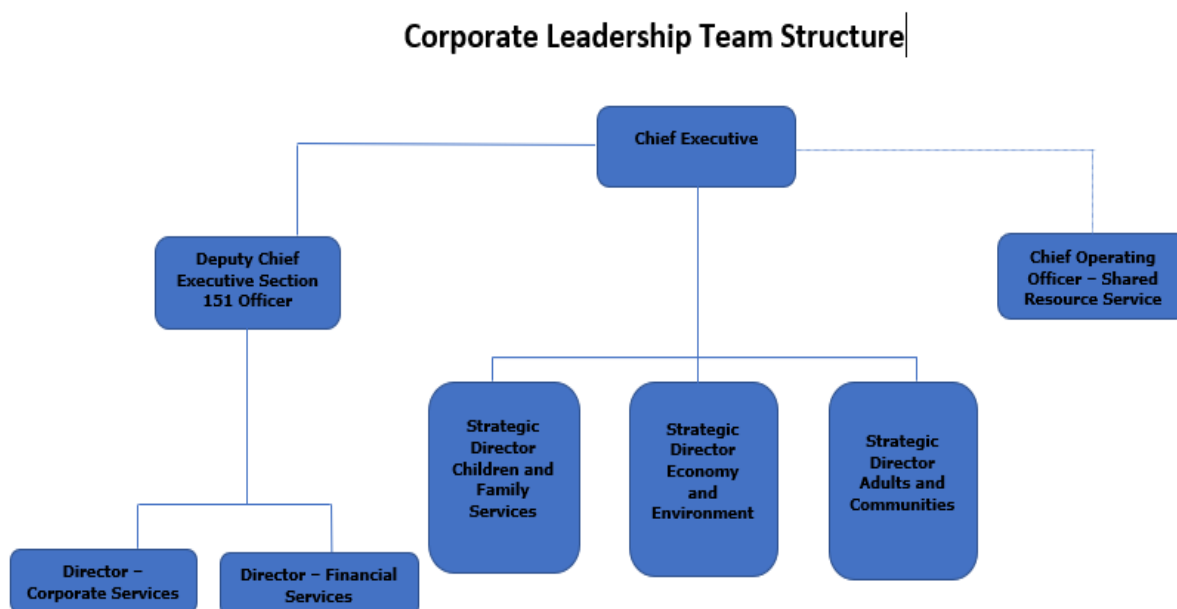 Corporate Leadership Team Structure
Chief Executive
Deputy Chief
Executive Section
151 Officer
Chief Operating
Officer – Shared
Resource Service
Strategic
Director
Children and
Family
Services
Strategic
Director
Economy
and
Environment
Strategic
Director
Adults and
Communities
Director –
Corporate Services
Director – Financial
Services